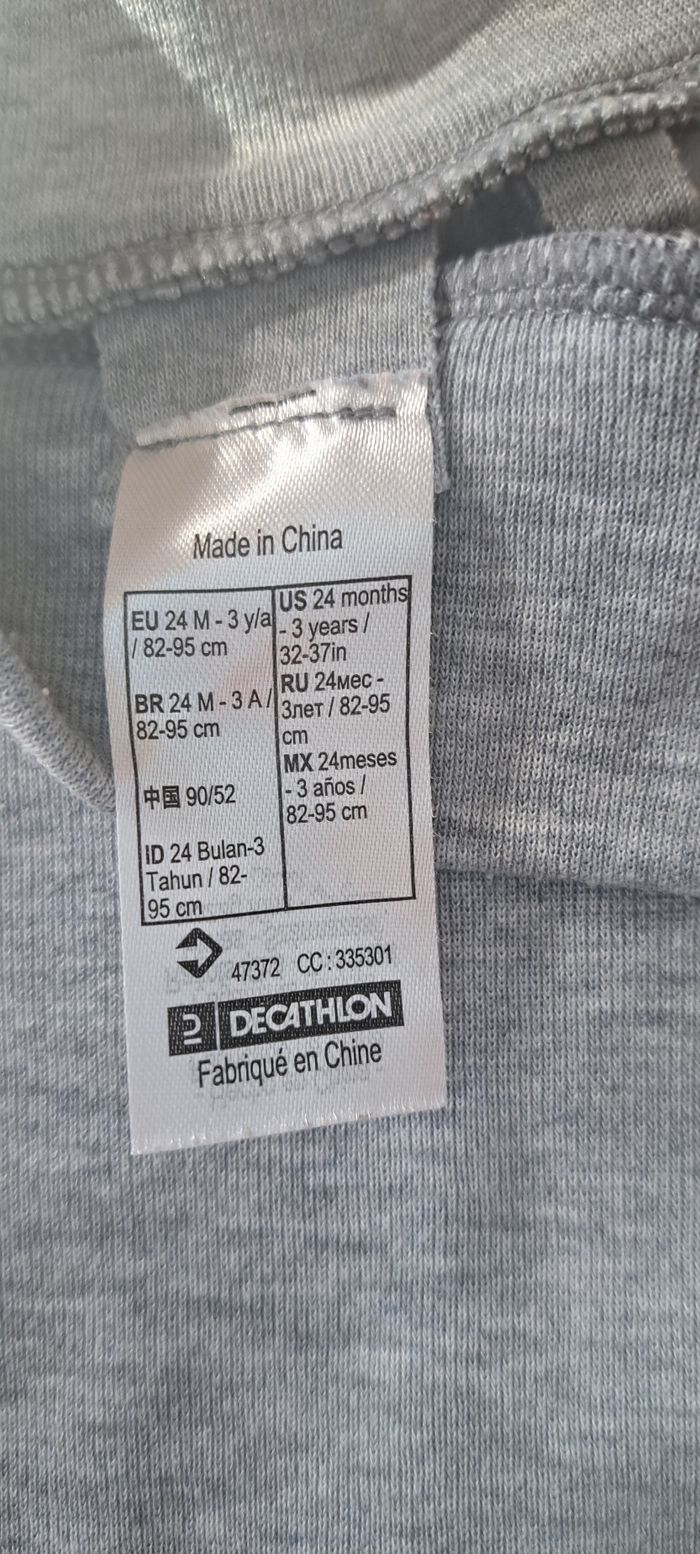 Made in China
EU 24 M - 3 y/a
/ 82-95 cm
BR 24 M - 3 A /
82-95 cm
中国 90/52
ID 24 Bulan-3
Tahun / 82-
95 cm
US 24 months
- 3 years /
32-37in
RU 24мес -
3лет / 82-95
cm
MX 24meses
- 3 años /
82-95 cm
47372 CC : 335301
DECATHLON
Fabriqué en Chine